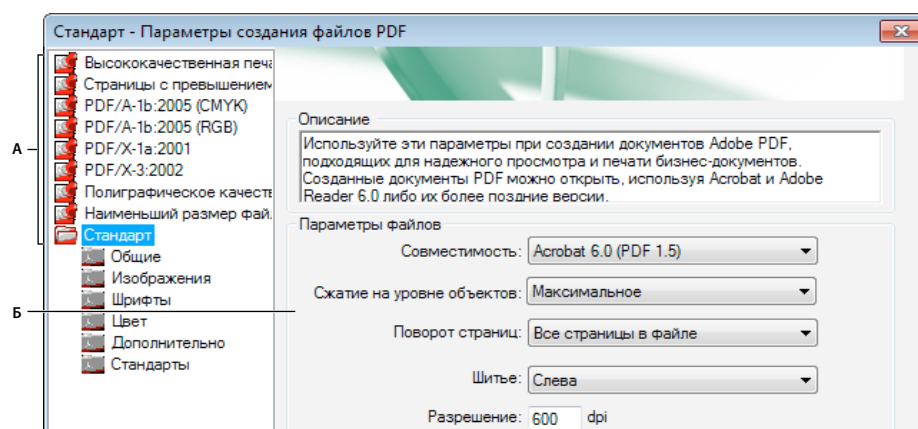 Стандарт - Параметры создания файлов PDF
А
Высококачественная печа
Страницы с превышением
PDF/A-1b:2005 (CMYK)
PDF/A-1b:2005 (RGB)
PDF/X-1a:2001
PDF/X-3:2002
Полиграфическое качеств
Наименьший размер фай.
Стандарт
Общие
Изображения
Шрифты
Цвет
Дополнительно
Стандарты
Б
Описание
Используйте эти параметры при создании документов Adobe PDF,
подходящих для надежного просмотра и печати бизнес-документов.
Созданные документы PDF можно открыть, используя Acrobat и Adobe
Reader 6.0 либо их более поздние версии.
Параметры файлов
Совместимость: Acrobat 6.0 (PDF 1.5)
Сжатие на уровне объектов: Максимальное
Поворот страниц: Все страницы в файле
Шитье: Слева
Разрешение: 600 dpi